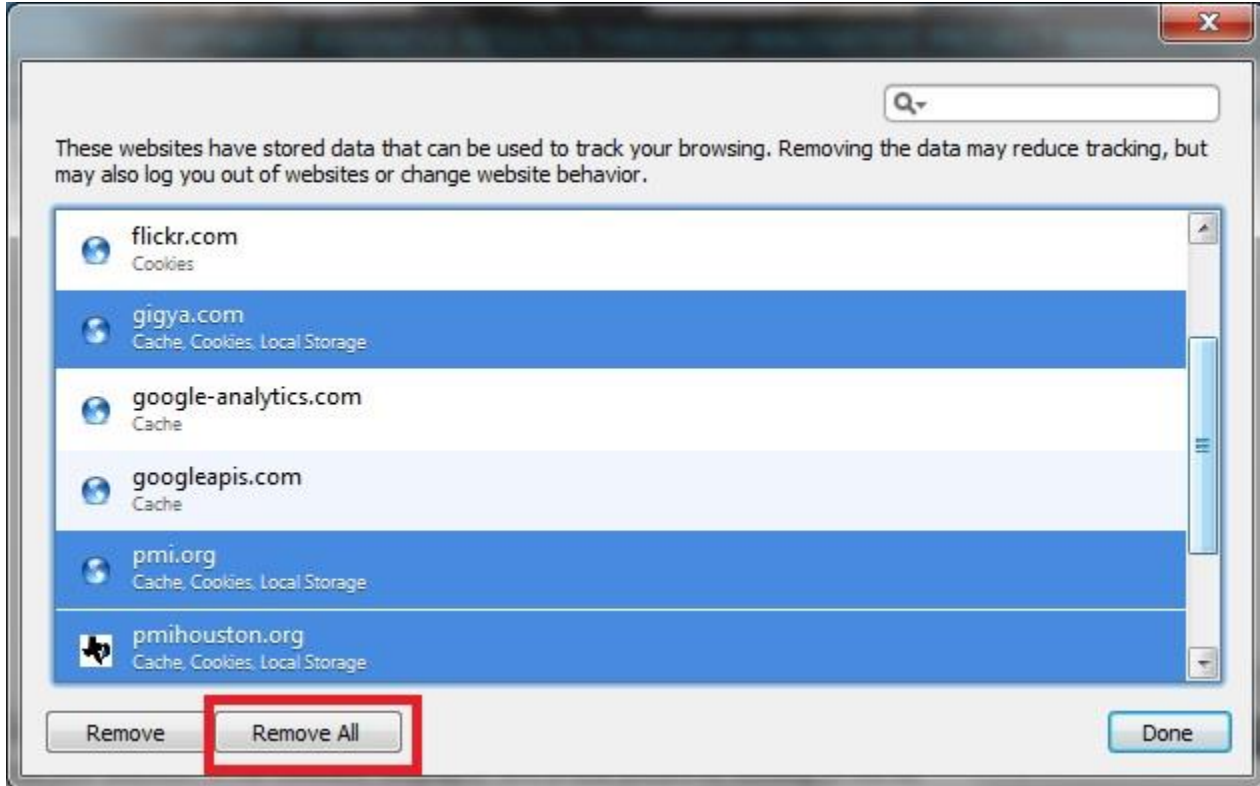 These websites have stored data that can be used to track your browsing. Removing the data may reduce tracking, but
may also log you out of websites or change website behavior.
flickr.com
Cookies
gigya.com
Cache, Cookies, Local Storage
google-analytics.com
Cache
googleapis.com
Cache
pmi.org
Cache, Cookies, Local Storage
pmihouston.org
Cache, Cookies, Local Storage
Remove
Remove All
Done